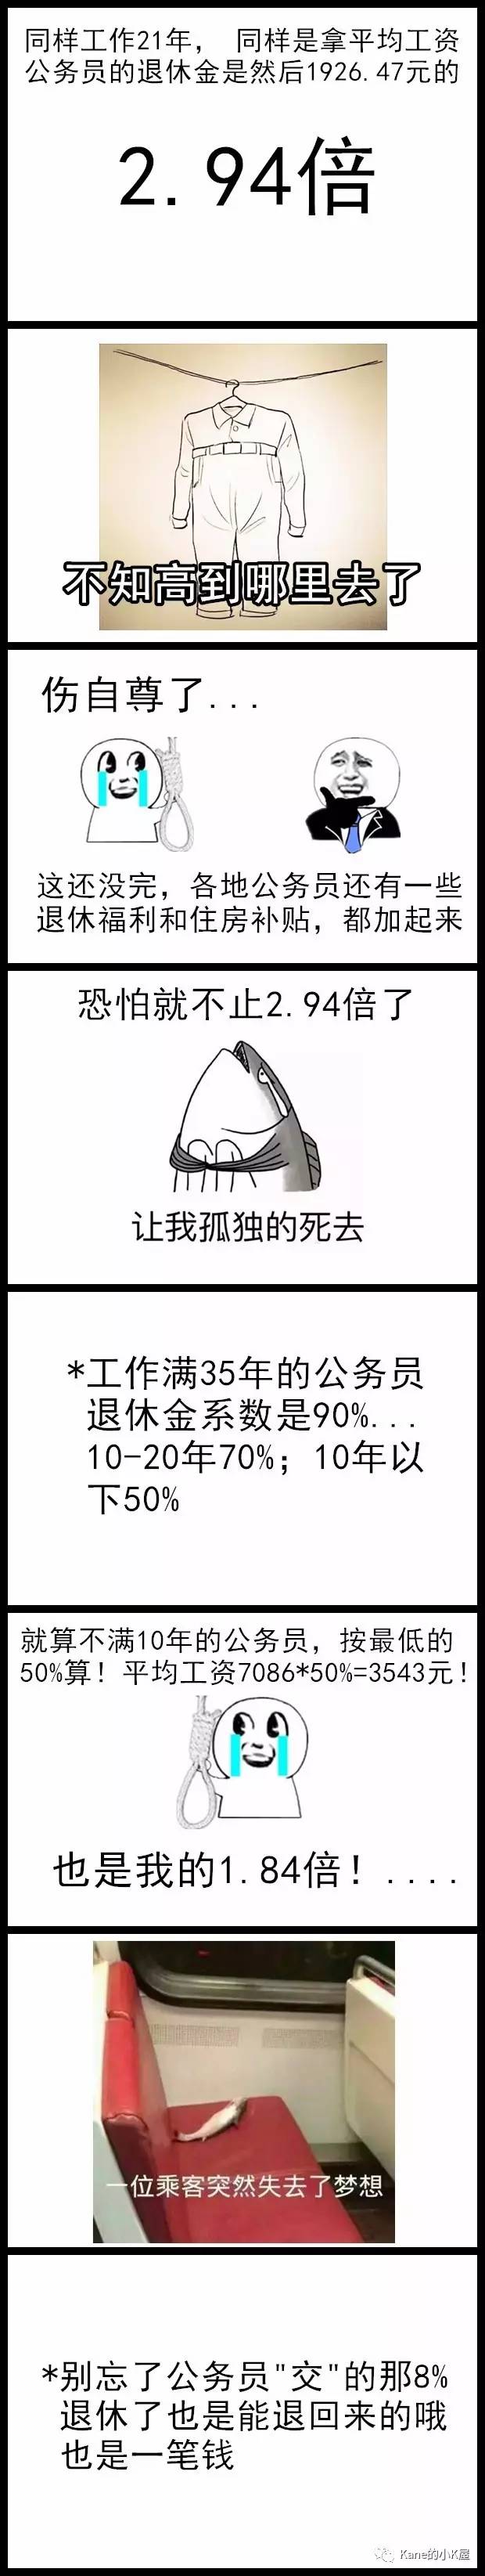 同样工作21年， 同样是拿平均工资
公务员的退休金是然后1926.47元的
2.94倍
不知高到哪里去了
伤自尊了...
这还没完，各地公务员还有一些
退休福利和住房补贴，都加起来
恐怕就不止2.94倍了
让我孤独的死去
*工作满35年的公务员
退休金系数是90%...
10-20年70%；10年以
下50%
就算不满10年的公务员，按最低的
50%算！平均工资7086*50%=3543元！
也是我的1.84倍！....
一位乘客突然失去了梦想
*别忘了公务员"交"的那8%
退休了也是能退回来的哦
也是一笔钱
Kane的小K屋